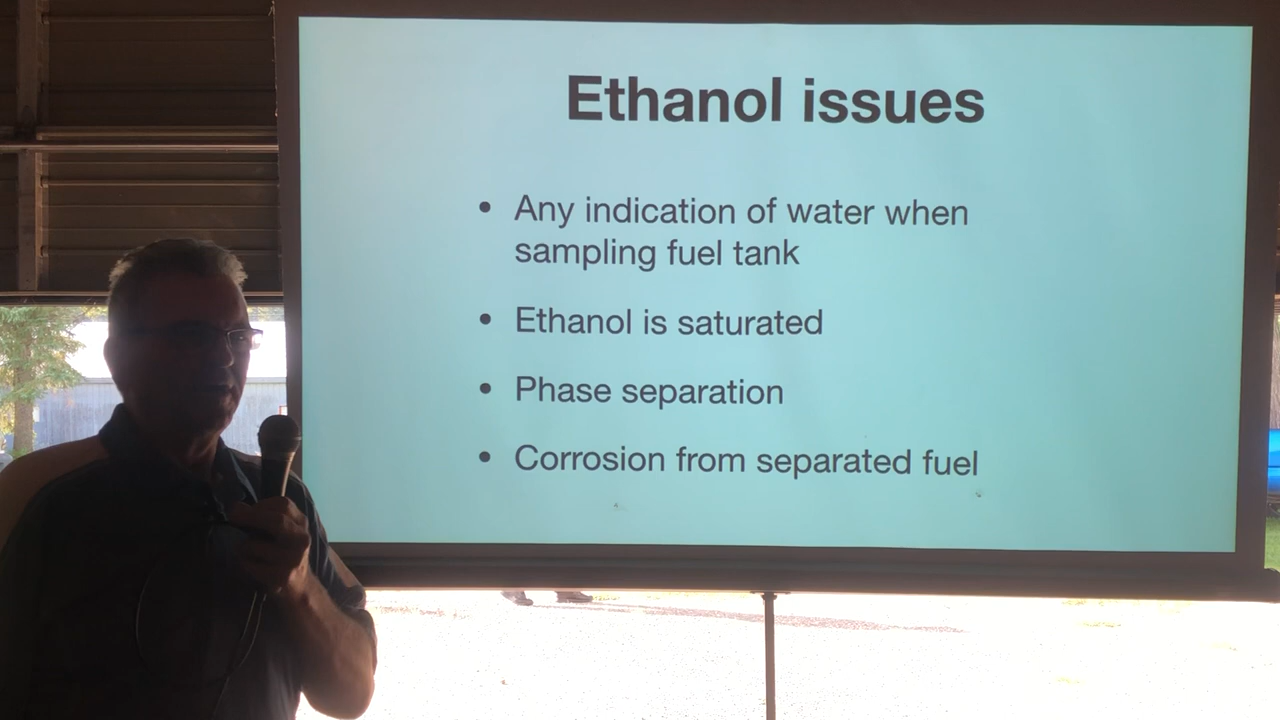 Ethanol issues
• Any indication of water when
sampling fuel tank
• Ethanol is saturated
• Phase separation
• Corrosion from separated fuel